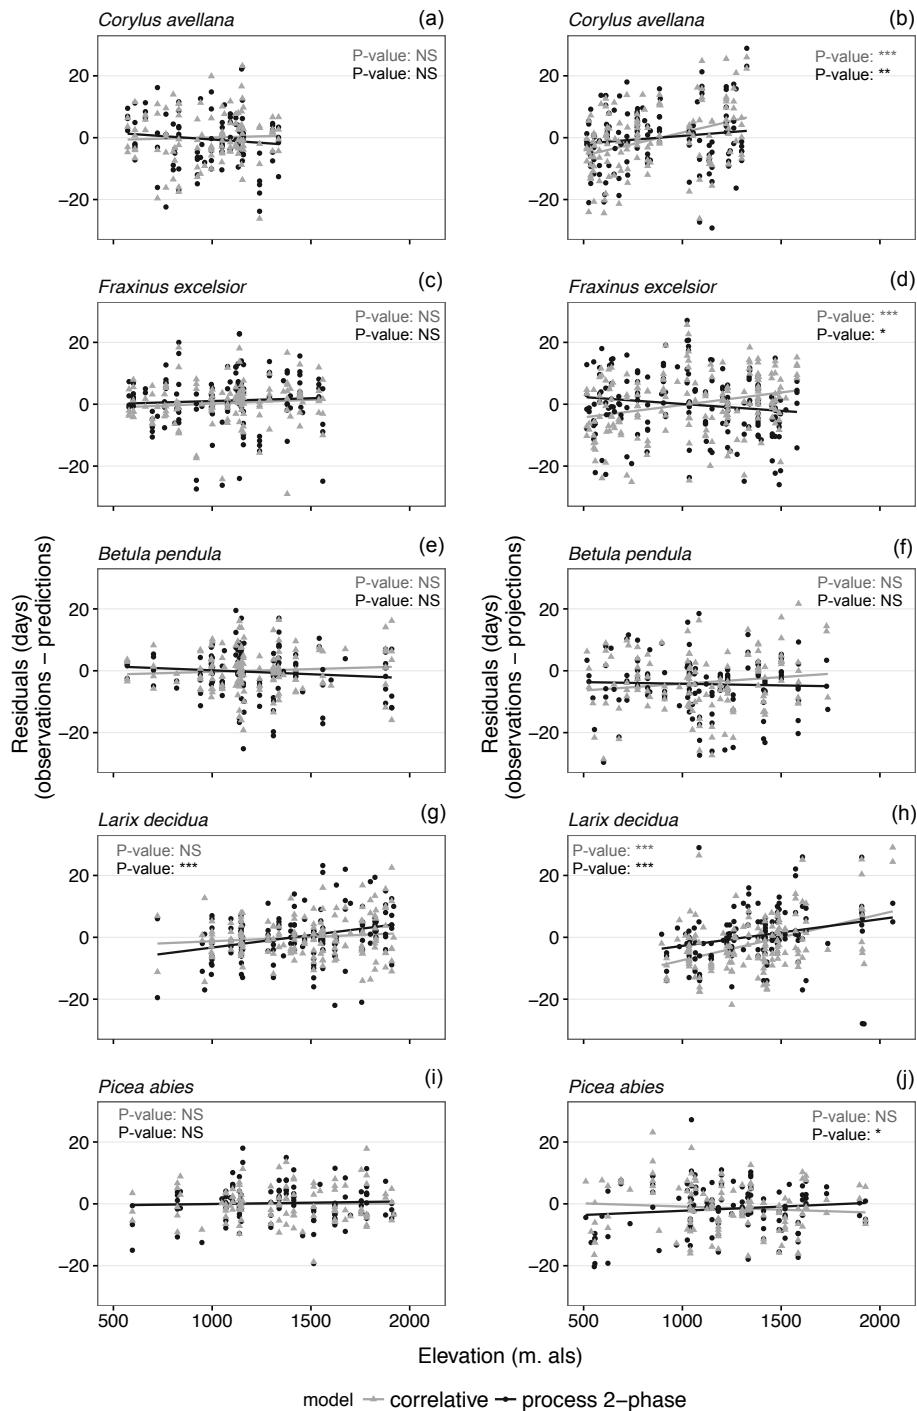 Corylus avellana (a)
P-value: NS
P-value: NS
20
0
−20
Corylus avellana (b)
P-value: ***
P-value: **
20
0
−20
Fraxinus excelsior (c)
P-value: NS
P-value: NS
20
0
−20
Fraxinus excelsior (d)
P-value: ***
P-value: *
20
0
−20
Betula pendula (e)
P-value: NS
P-value: NS
20
0
−20
Residuals (days)
(observations − predictions)
Betula pendula (f)
P-value: NS
P-value: NS
20
0
−20
Residuals (days)
(observations − projections)
Larix decidua (g)
P-value: NS
P-value: ***
20
0
−20
Larix decidua (h)
P-value: ***
P-value: ***
20
0
−20
Picea abies (i)
P-value: NS
P-value: NS
20
0
−20
500 1000 1500 2000
Picea abies (j)
P-value: NS
P-value: *
20
0
−20
500 1000 1500 2000
Elevation (m. als)
model correlative process 2−phase